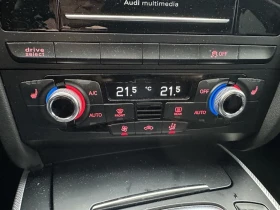 Audi multimedia
drive select
OFF
A/C
21.5 °C 21.5
OFF
AUTO
AUTO